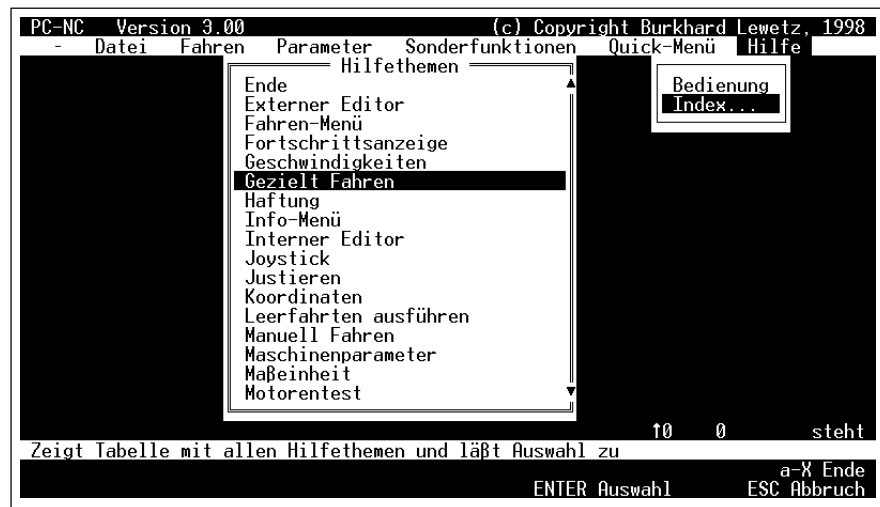 PC-NC Version 3.00 (c) Copyright Burkhard Lewetz, 1998
- Datei Fahren Parameter Sonderfunktionen Quick-Menü Hilfe
Hilfethemen
Ende
Externer Editor
Fahren-Menü
Fortschrittsanzeige
Geschwindigkeiten
Gezielt Fahren
Haftung
Info-Menü
Interner Editor
Joystick
Justieren
Koordinaten
Leerfahrten ausführen
Manuell Fahren
Maschinenparameter
Maßeinheit
Motorentest
Bedienung
Index...
↑0 0 steht
Zeigt Tabelle mit allen Hilfethemen und läßt Auswahl zu
a-X Ende
ENTER Auswahl ESC Abbruch